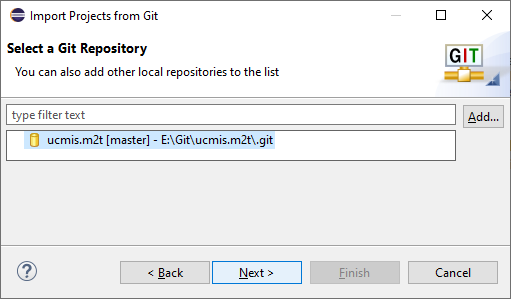 Import Projects from Git
Select a Git Repository
You can also add other local repositories to the list
GIT
type filter text
Add...
ucmis.m2t [master] - E:\Git\ucmis.m2t\.git
?
< Back
Next >
Finish
Cancel